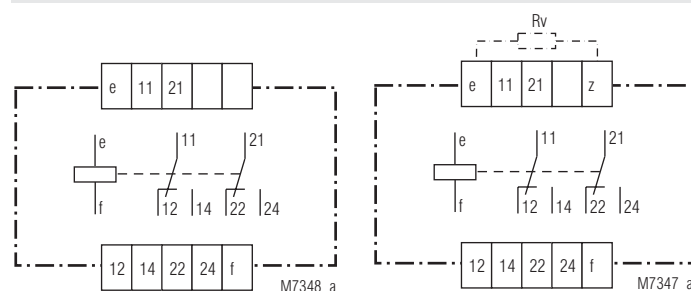 Rv
e 11 21
e 11 21 z
e 11 21
e 11 21
f 12 14 22 24
f 12 14 22 24
12 14 22 24 f
12 14 22 24 f
M7348_a
M7347_a